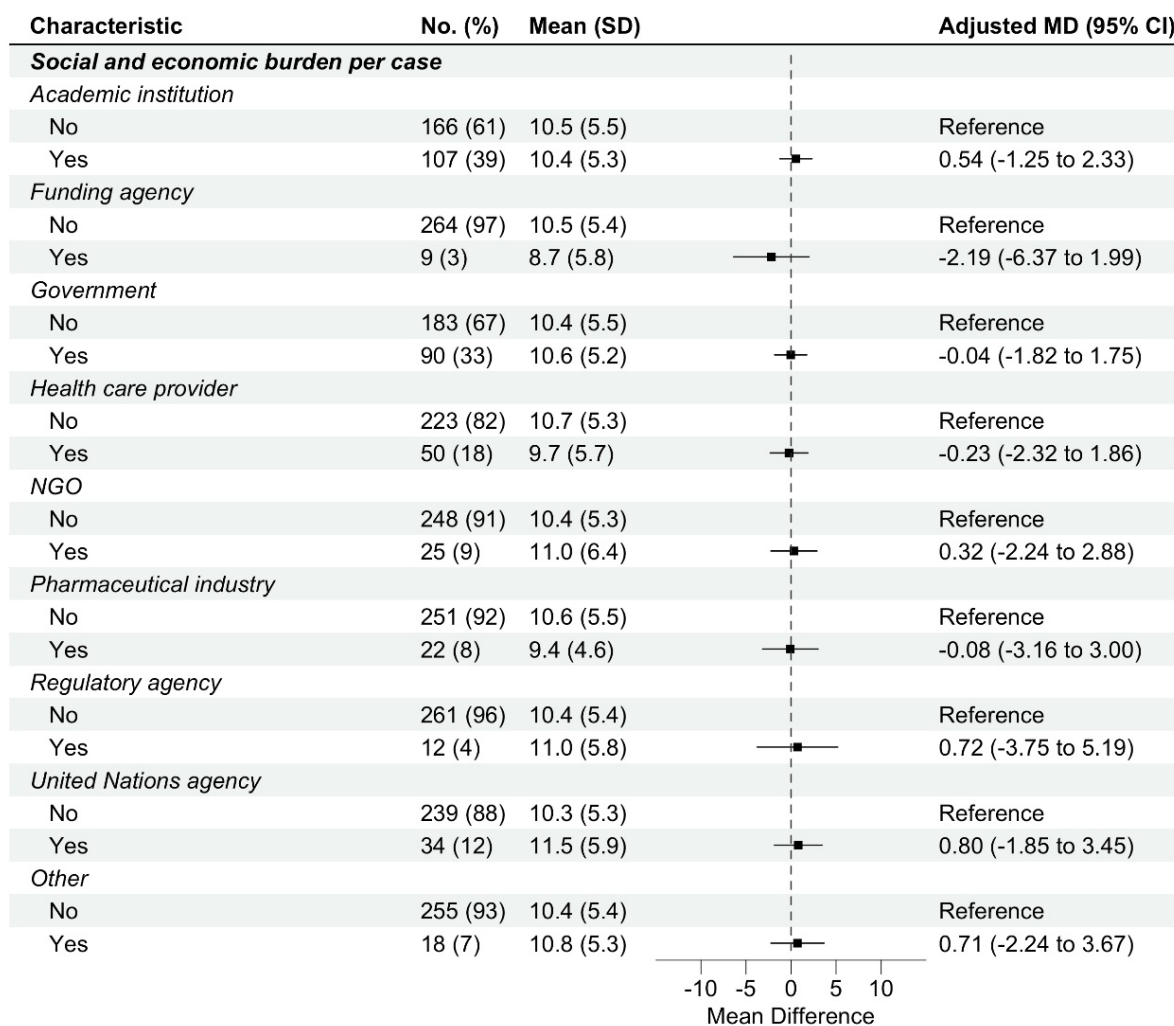 Characteristic No. (%) Mean (SD) Adjusted MD (95% CI)
Social and economic burden per case
Academic institution
No 166 (61) 10.5 (5.5) Reference
Yes 107 (39) 10.4 (5.3) 0.54 (-1.25 to 2.33)
Funding agency
No 264 (97) 10.5 (5.4) Reference
Yes 9 (3) 8.7 (5.8) -2.19 (-6.37 to 1.99)
Government
No 183 (67) 10.4 (5.5) Reference
Yes 90 (33) 10.6 (5.2) -0.04 (-1.82 to 1.75)
Health care provider
No 223 (82) 10.7 (5.3) Reference
Yes 50 (18) 9.7 (5.7) -0.23 (-2.32 to 1.86)
NGO
No 248 (91) 10.4 (5.3) Reference
Yes 25 (9) 11.0 (6.4) 0.32 (-2.24 to 2.88)
Pharmaceutical industry
No 251 (92) 10.6 (5.5) Reference
Yes 22 (8) 9.4 (4.6) -0.08 (-3.16 to 3.00)
Regulatory agency
No 261 (96) 10.4 (5.4) Reference
Yes 12 (4) 11.0 (5.8) 0.72 (-3.75 to 5.19)
United Nations agency
No 239 (88) 10.3 (5.3) Reference
Yes 34 (12) 11.5 (5.9) 0.80 (-1.85 to 3.45)
Other
No 255 (93) 10.4 (5.4) Reference
Yes 18 (7) 10.8 (5.3) 0.71 (-2.24 to 3.67)
-10 -5 0 5 10
Mean Difference